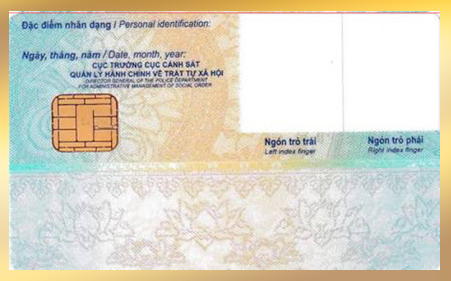 Đặc điểm nhân dạng / Personal identification:
Ngày, tháng, năm / Date, month, year:
CỤC TRƯỞNG CỤC CẢNH SÁT
QUẢN LÝ HÀNH CHÍNH VỀ TRẬT TỰ XÃ HỘI
DIRECTOR GENERAL OF THE POLICE DEPARTMENT
FOR ADMINISTRATIVE MANAGEMENT OF SOCIAL ORDER
Ngón trỏ trái
Left index finger
Ngón trỏ phải
Right index finger